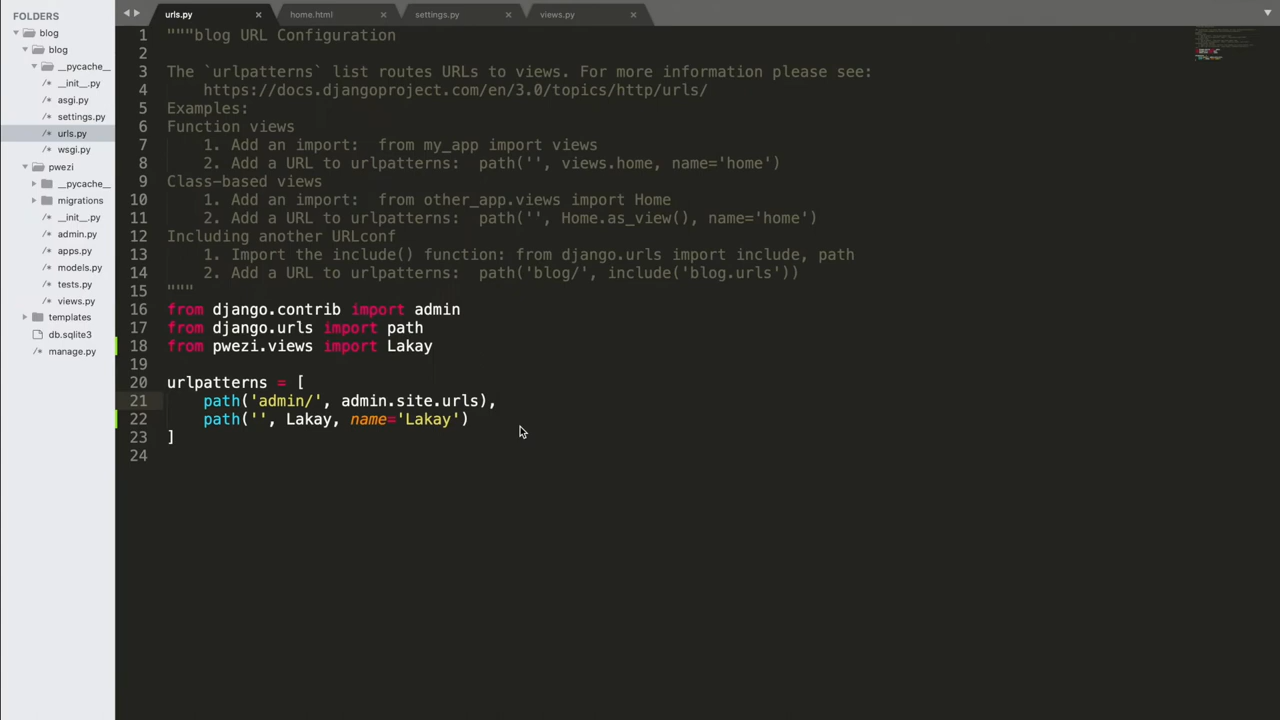 FOLDERS
blog
blog
__pycache__
__init__.py
asgi.py
settings.py
urls.py
wsgi.py
pwezi
__pycache__
migrations
__init__.py
admin.py
apps.py
models.py
tests.py
views.py
templates
db.sqlite3
manage.py
urls.py
home.html
settings.py
views.py
1 """blog URL Configuration
2
3 The `urlpatterns` list routes URLs to views. For more information please see:
4     https://docs.djangoproject.com/en/3.0/topics/http/urls/
5 Examples:
6 Function views
7     1. Add an import:  from my_app import views
8     2. Add a URL to urlpatterns:  path('', views.home, name='home')
9 Class-based views
10     1. Add an import:  from other_app.views import Home
11     2. Add a URL to urlpatterns:  path('', Home.as_view(), name='home')
12 Including another URLconf
13     1. Import the include() function: from django.urls import include, path
14     2. Add a URL to urlpatterns:  path('blog/', include('blog.urls'))
15 """
16 from django.contrib import admin
17 from django.urls import path
18 from pwezi.views import Lakay
19
20 urlpatterns = [
21     path('admin/', admin.site.urls),
22     path('', Lakay, name='Lakay')
23 ]
24